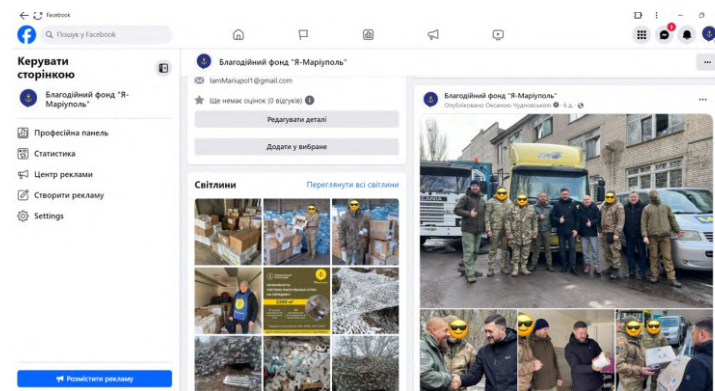 Facebook
Пошук у Facebook
Керувати
сторінкою
Благодійний фонд "Я-
Маріуполь"
Професійна панель
Статистика
Центр реклами
Створити рекламу
Settings
Розмістити рекламу
Благодійний фонд "Я-Маріуполь"
IamMariupol1@gmail.com
Ще немає оцінок (0 відгуків)
Редагувати деталі
Додати у вибране
Світлини
Переглянути всі світлини
Благодійний фонд "Я-Маріуполь"
Опубліковано Оксаною Чудловською · 6 д. ·
SCANIA